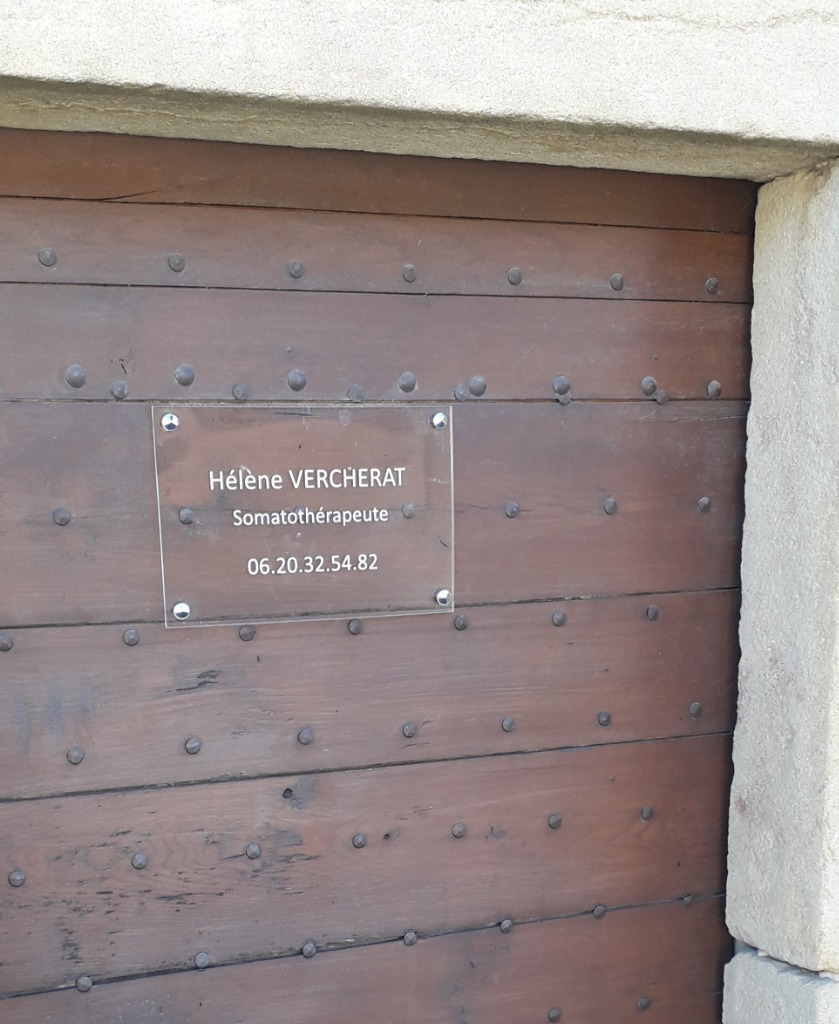 Hélène VERCHERAT
Somatothérapeute
06.20.32.54.82